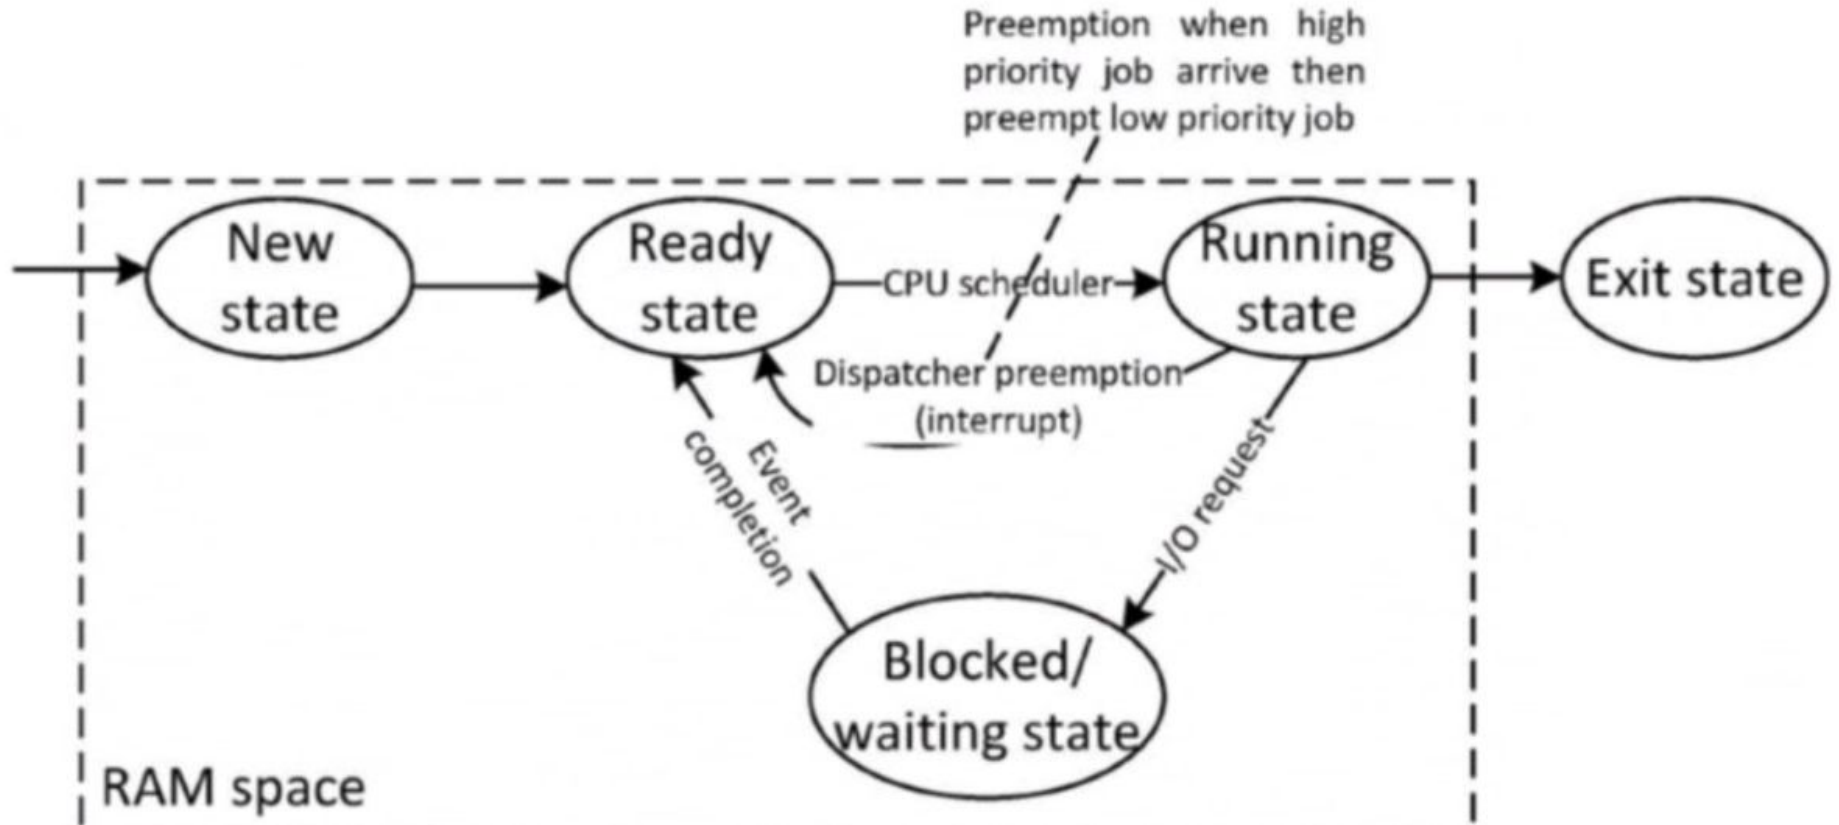 Preemption when high
priority job arrive then
preempt low priority job
New
state
Ready
state
CPU scheduler
Running
state
Exit state
Dispatcher preemption
(interrupt)
Event
completion
I/O request
Blocked/
waiting state
RAM space